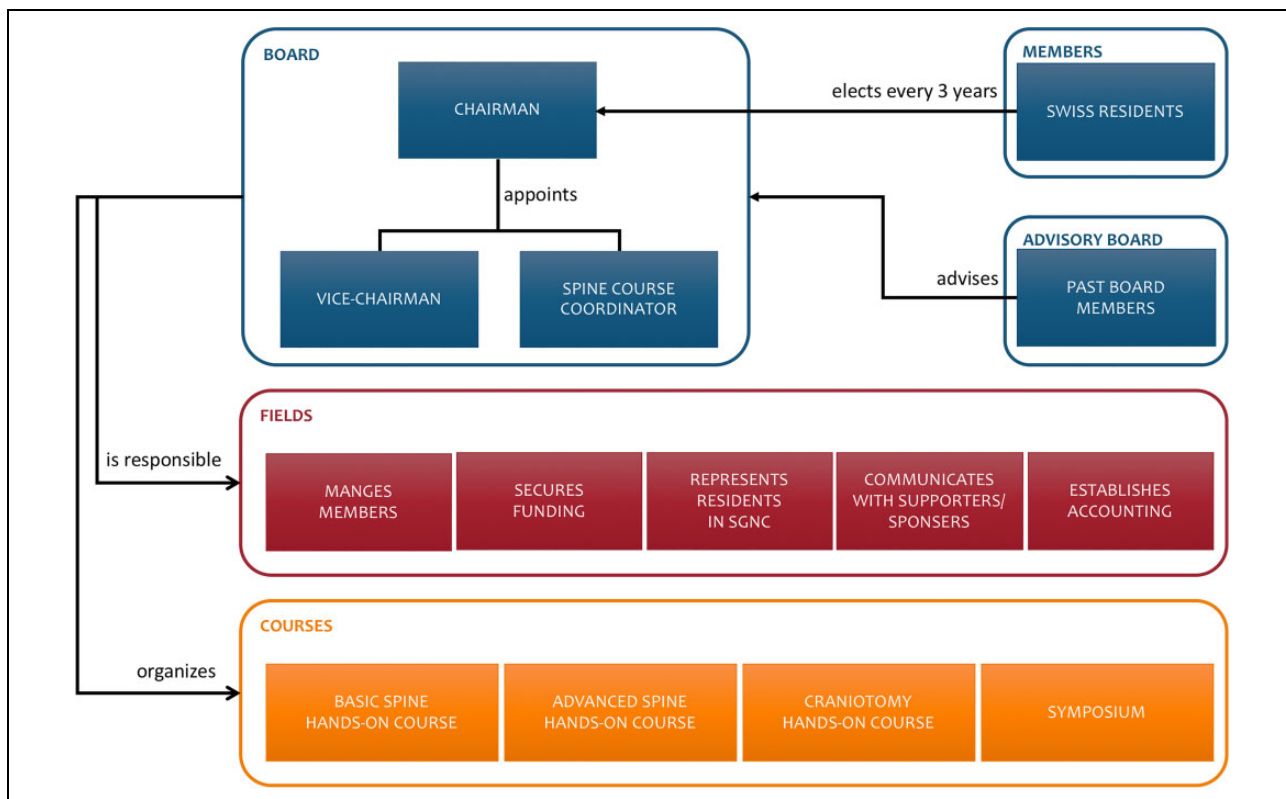 BOARD
CHAIRMAN
appoints
VICE-CHAIRMAN
SPINE COURSE
COORDINATOR
elects every 3 years
MEMBERS
SWISS RESIDENTS
advises
ADVISORY BOARD
PAST BOARD
MEMBERS
is responsible
FIELDS
MANGES
MEMBERS
SECURES
FUNDING
REPRESENTS
RESIDENTS
IN SGNC
COMMUNICATES
WITH SUPPORTERS/
SPONSERS
ESTABLISHES
ACCOUNTING
organizes
COURSES
BASIC SPINE
HANDS-ON COURSE
ADVANCED SPINE
HANDS-ON COURSE
CRANIOTOMY
HANDS-ON COURSE
SYMPOSIUM